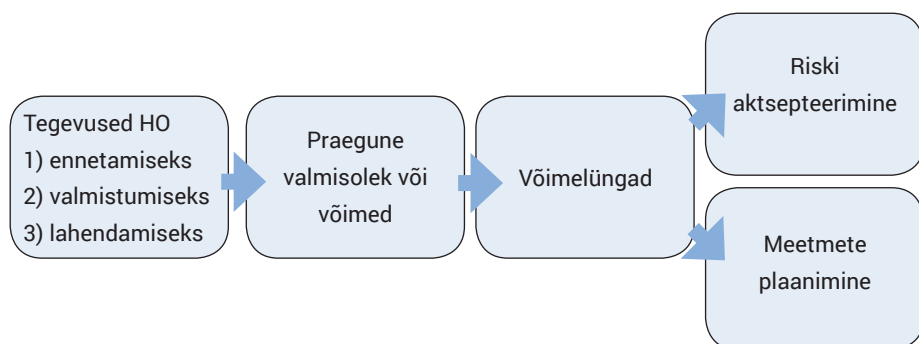 Tegevused HO
1) ennetamiseks
2) valmistumiseks
3) lahendamiseks
Praegune
valmisolek või
võimed
Võimelüngad
Riski
aktsepteerimine
Meetmete
plaanimine